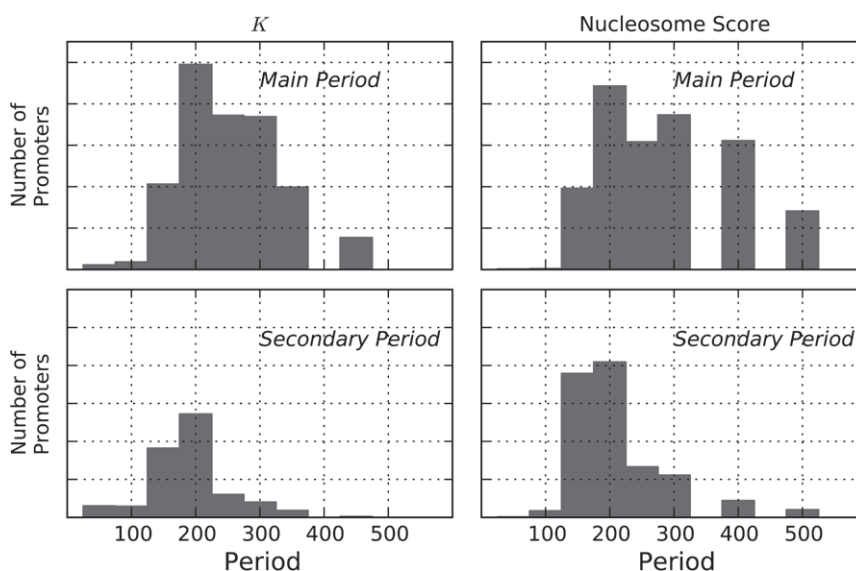 K
Nucleosome Score
Number of
Promoters
Main Period
Main Period
Number of
Promoters
Secondary Period
Secondary Period
100 200 300 400 500
100 200 300 400 500
Period
Period